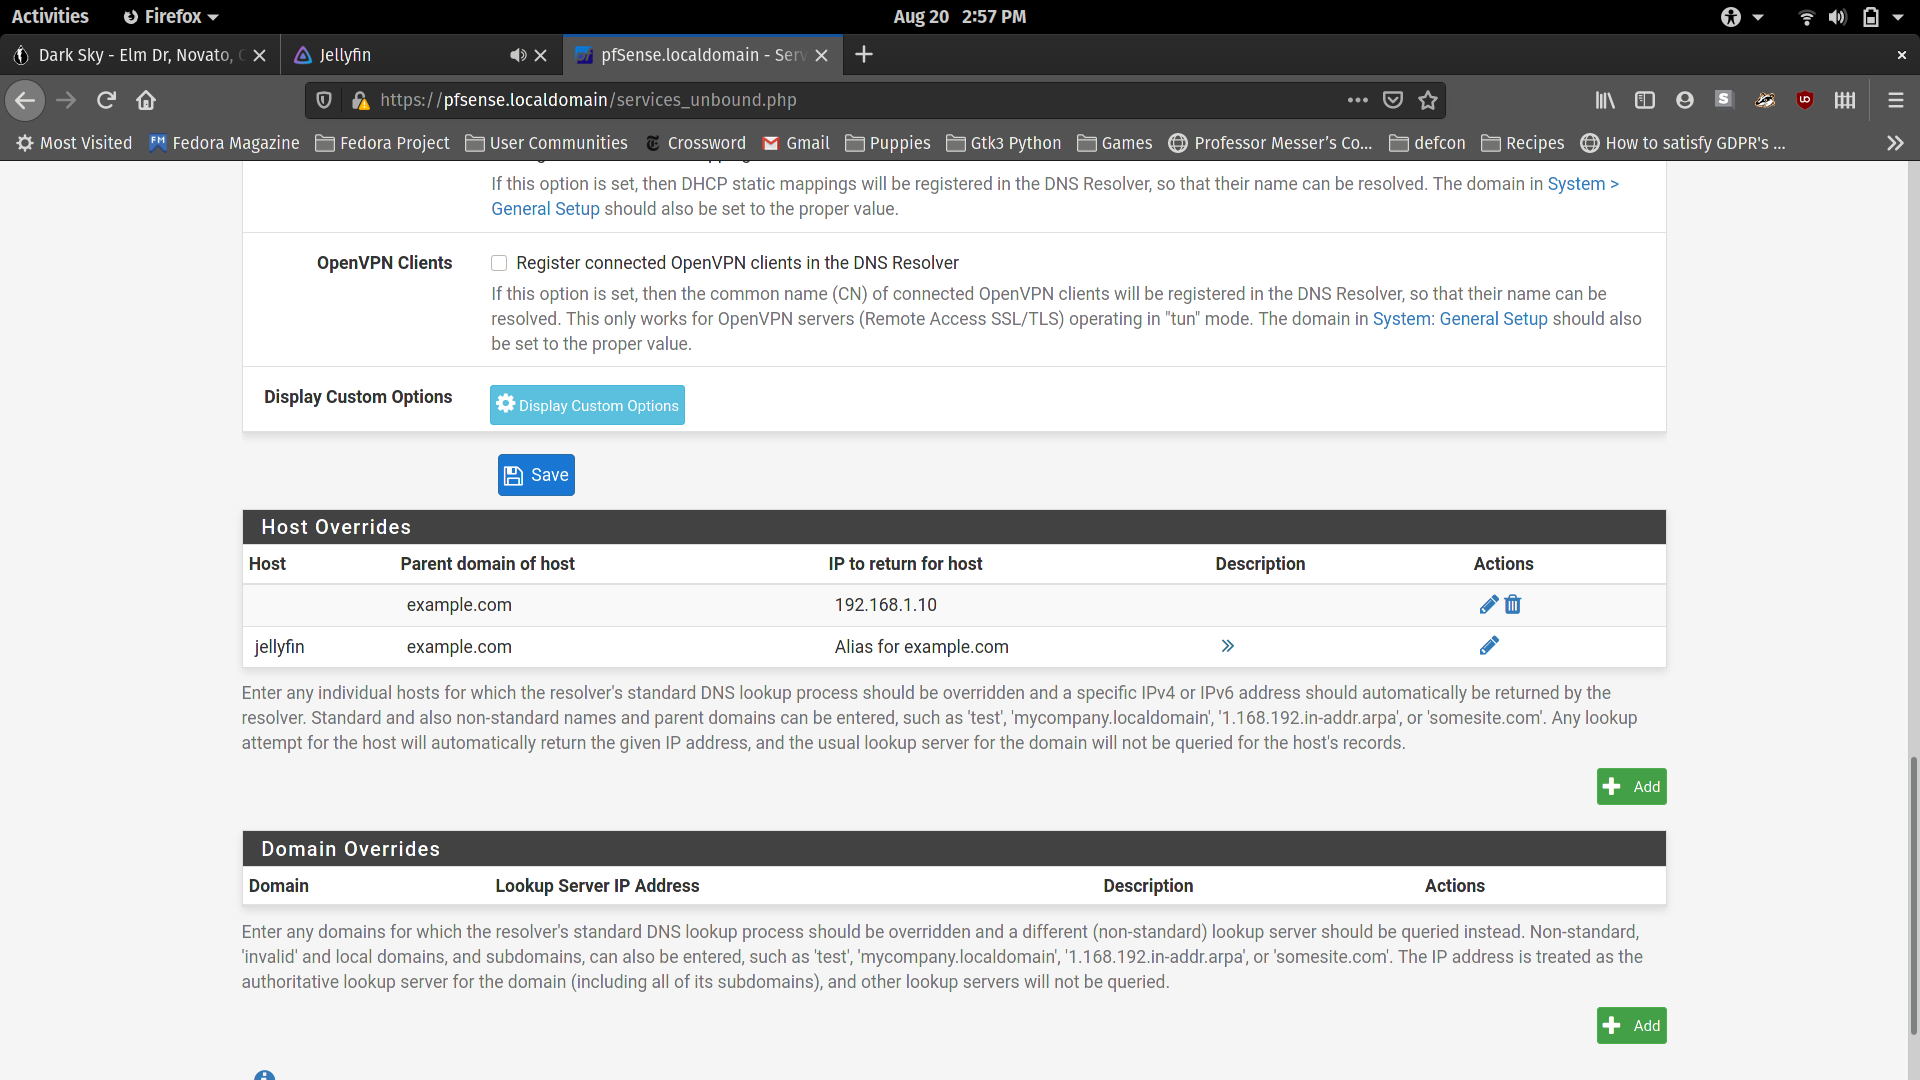 Activities Firefox Aug 20 2:57 PM
Dark Sky - Elm Dr, Novato, C Jellyfin pfSense.localdomain - Serv
https://pfsense.localdomain/services_unbound.php
Most Visited Fedora Magazine Fedora Project User Communities Crossword Gmail Puppies Gtk3 Python Games Professor Messer's Co... defcon Recipes How to satisfy GDPR's ...
If this option is set, then DHCP static mappings will be registered in the DNS Resolver, so that their name can be resolved. The domain in System >
General Setup should also be set to the proper value.
OpenVPN Clients Register connected OpenVPN clients in the DNS Resolver
If this option is set, then the common name (CN) of connected OpenVPN clients will be registered in the DNS Resolver, so that their name can be
resolved. This only works for OpenVPN servers (Remote Access SSL/TLS) operating in "tun" mode. The domain in System: General Setup should also
be set to the proper value.
Display Custom Options Display Custom Options
Save
Host Overrides
Host Parent domain of host IP to return for host Description Actions
example.com 192.168.1.10
jellyfin example.com Alias for example.com
Enter any individual hosts for which the resolver's standard DNS lookup process should be overridden and a specific IPv4 or IPv6 address should automatically be returned by the
resolver. Standard and also non-standard names and parent domains can be entered, such as 'test', 'mycompany.localdomain', '1.168.192.in-addr.arpa', or 'somesite.com'. Any lookup
attempt for the host will automatically return the given IP address, and the usual lookup server for the domain will not be queried for the host's records.
Add
Domain Overrides
Domain Lookup Server IP Address Description Actions
Enter any domains for which the resolver's standard DNS lookup process should be overridden and a different (non-standard) lookup server should be queried instead. Non-standard,
'invalid' and local domains, and subdomains, can also be entered, such as 'test', 'mycompany.localdomain', '1.168.192.in-addr.arpa', or 'somesite.com'. The IP address is treated as the
authoritative lookup server for the domain (including all of its subdomains), and other lookup servers will not be queried.
Add